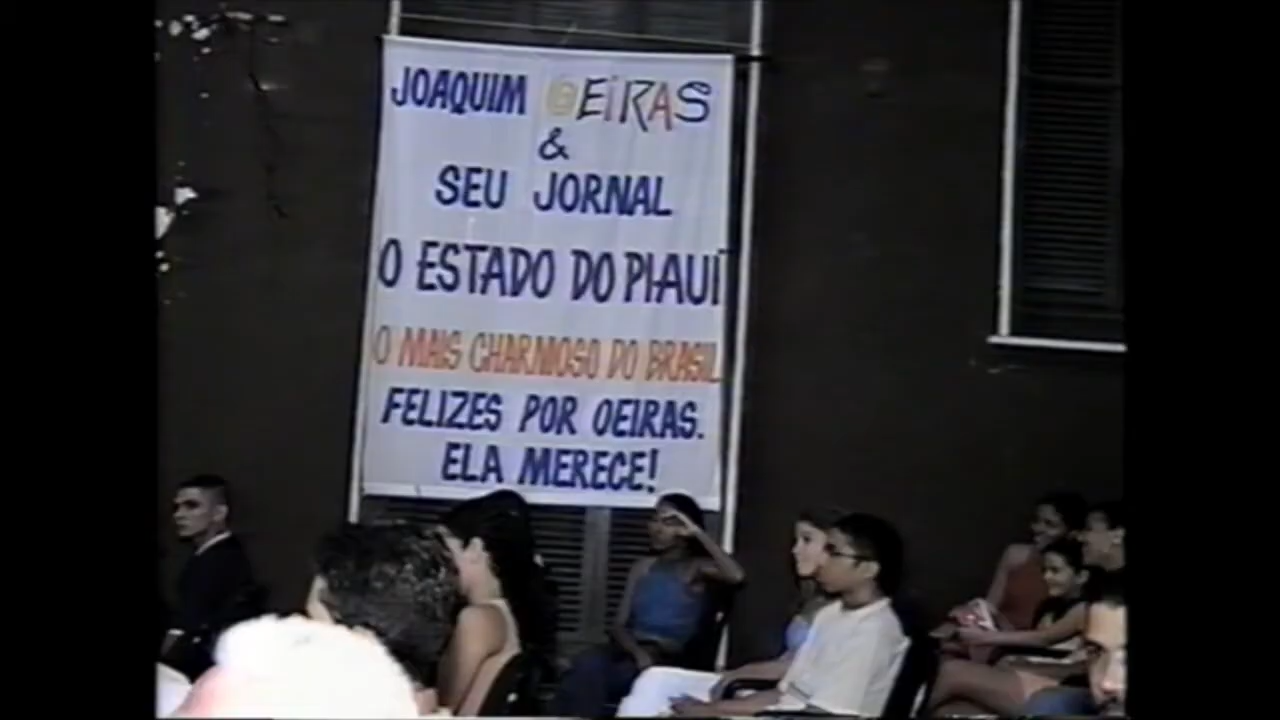 JOAQUIM OEiRAS
&
SEU JORNAL
O ESTADO DO PIAUÍ
O MAIS CHARMOSO DO BRASIL
FELIZES POR OEIRAS.
ELA MERECE!